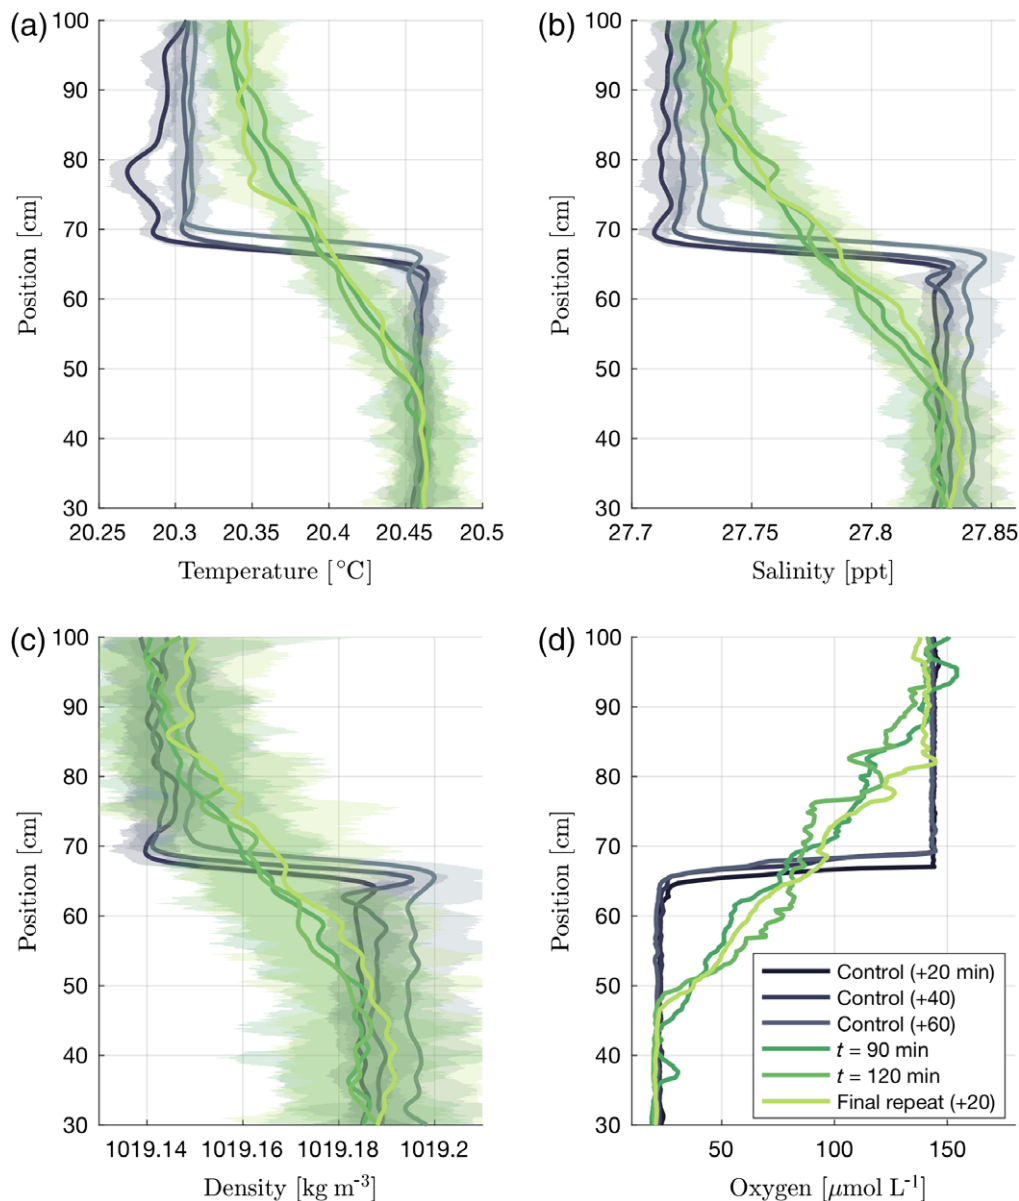 (a)
100
90
80
70
60
50
40
30
Position [cm]
20.25 20.3 20.35 20.4 20.45 20.5
Temperature [°C]
(b)
100
90
80
70
60
50
40
30
Position [cm]
27.7 27.75 27.8 27.85
Salinity [ppt]
(c)
100
90
80
70
60
50
40
30
Position [cm]
1019.14 1019.16 1019.18 1019.2
Density [kg m⁻³]
(d)
100
90
80
70
60
50
40
30
Position [cm]
50 100 150
Oxygen [μmol L⁻¹]
Control (+20 min)
Control (+40)
Control (+60)
t = 90 min
t = 120 min
Final repeat (+20)